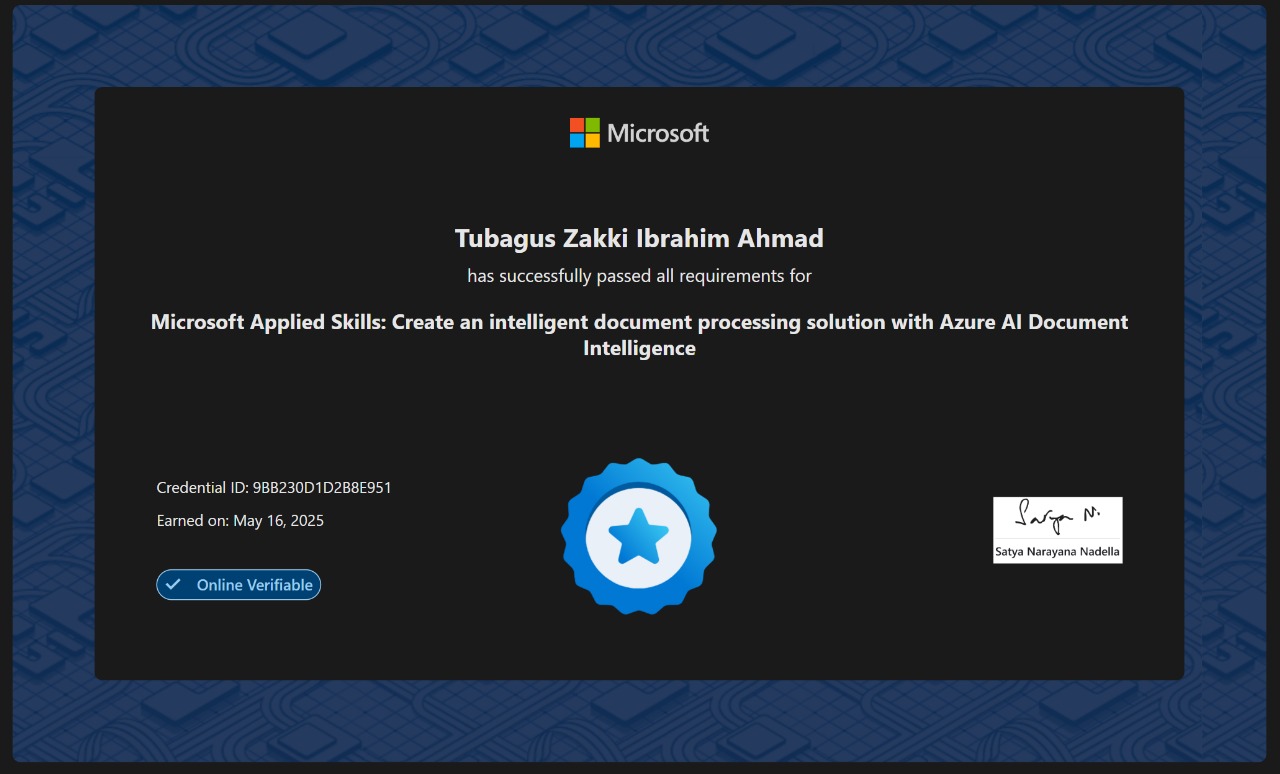 Microsoft
Tubagus Zakki Ibrahim Ahmad
has successfully passed all requirements for
Microsoft Applied Skills: Create an intelligent document processing solution with Azure AI Document
Intelligence
Credential ID: 9BB230D1D2B8E951
Earned on: May 16, 2025
Online Verifiable
Satya N.
Satya Narayana Nadella